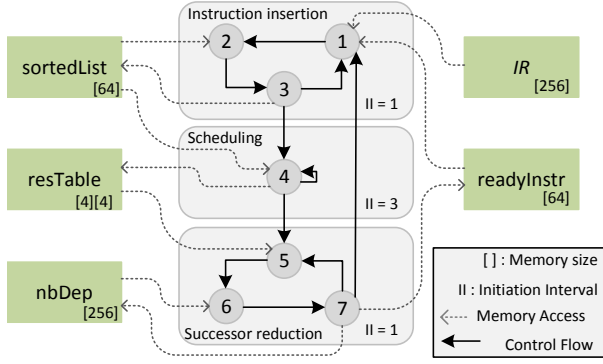 Instruction insertion
2
1
3
II = 1
sortedList
[64]
IR
[256]
Scheduling
4
II = 3
resTable
[4][4]
readyInstr
[64]
5
6
7
Successor reduction
II = 1
nbDep
[256]
[ ] : Memory size
II : Initiation Interval
Memory Access
Control Flow